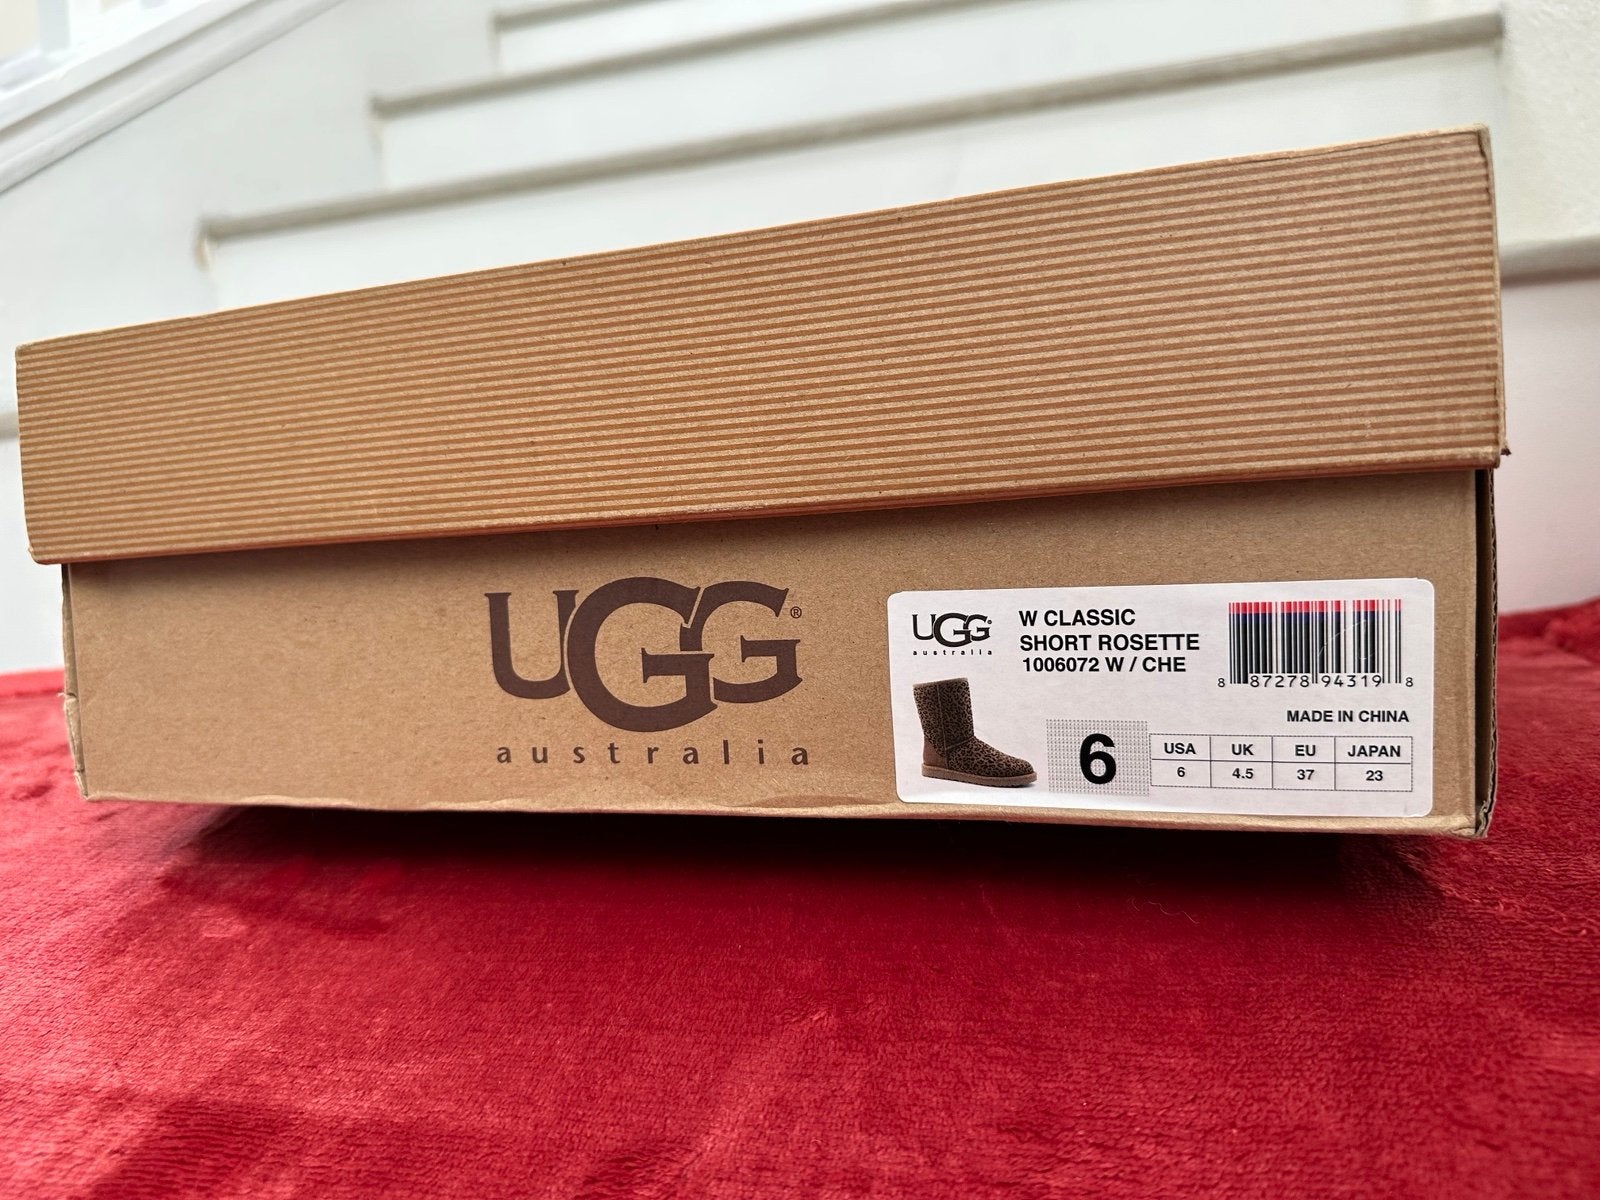 UGG®
australia
UGG®
australia
W CLASSIC
SHORT ROSETTE
1006072 W / CHE
8 87278 94319 8
MADE IN CHINA
6
USA UK EU JAPAN
6 4.5 37 23